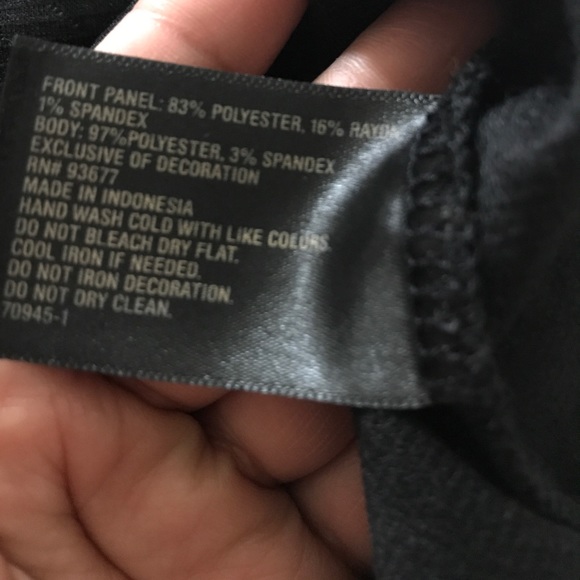 FRONT PANEL: 83% POLYESTER, 16% RAYON
1% SPANDEX
BODY: 97%POLYESTER, 3% SPANDEX
EXCLUSIVE OF DECORATION
RN# 93677
MADE IN INDONESIA
HAND WASH COLD WITH LIKE COLORS.
DO NOT BLEACH DRY FLAT.
COOL IRON IF NEEDED.
DO NOT IRON DECORATION.
DO NOT DRY CLEAN.
70945-1